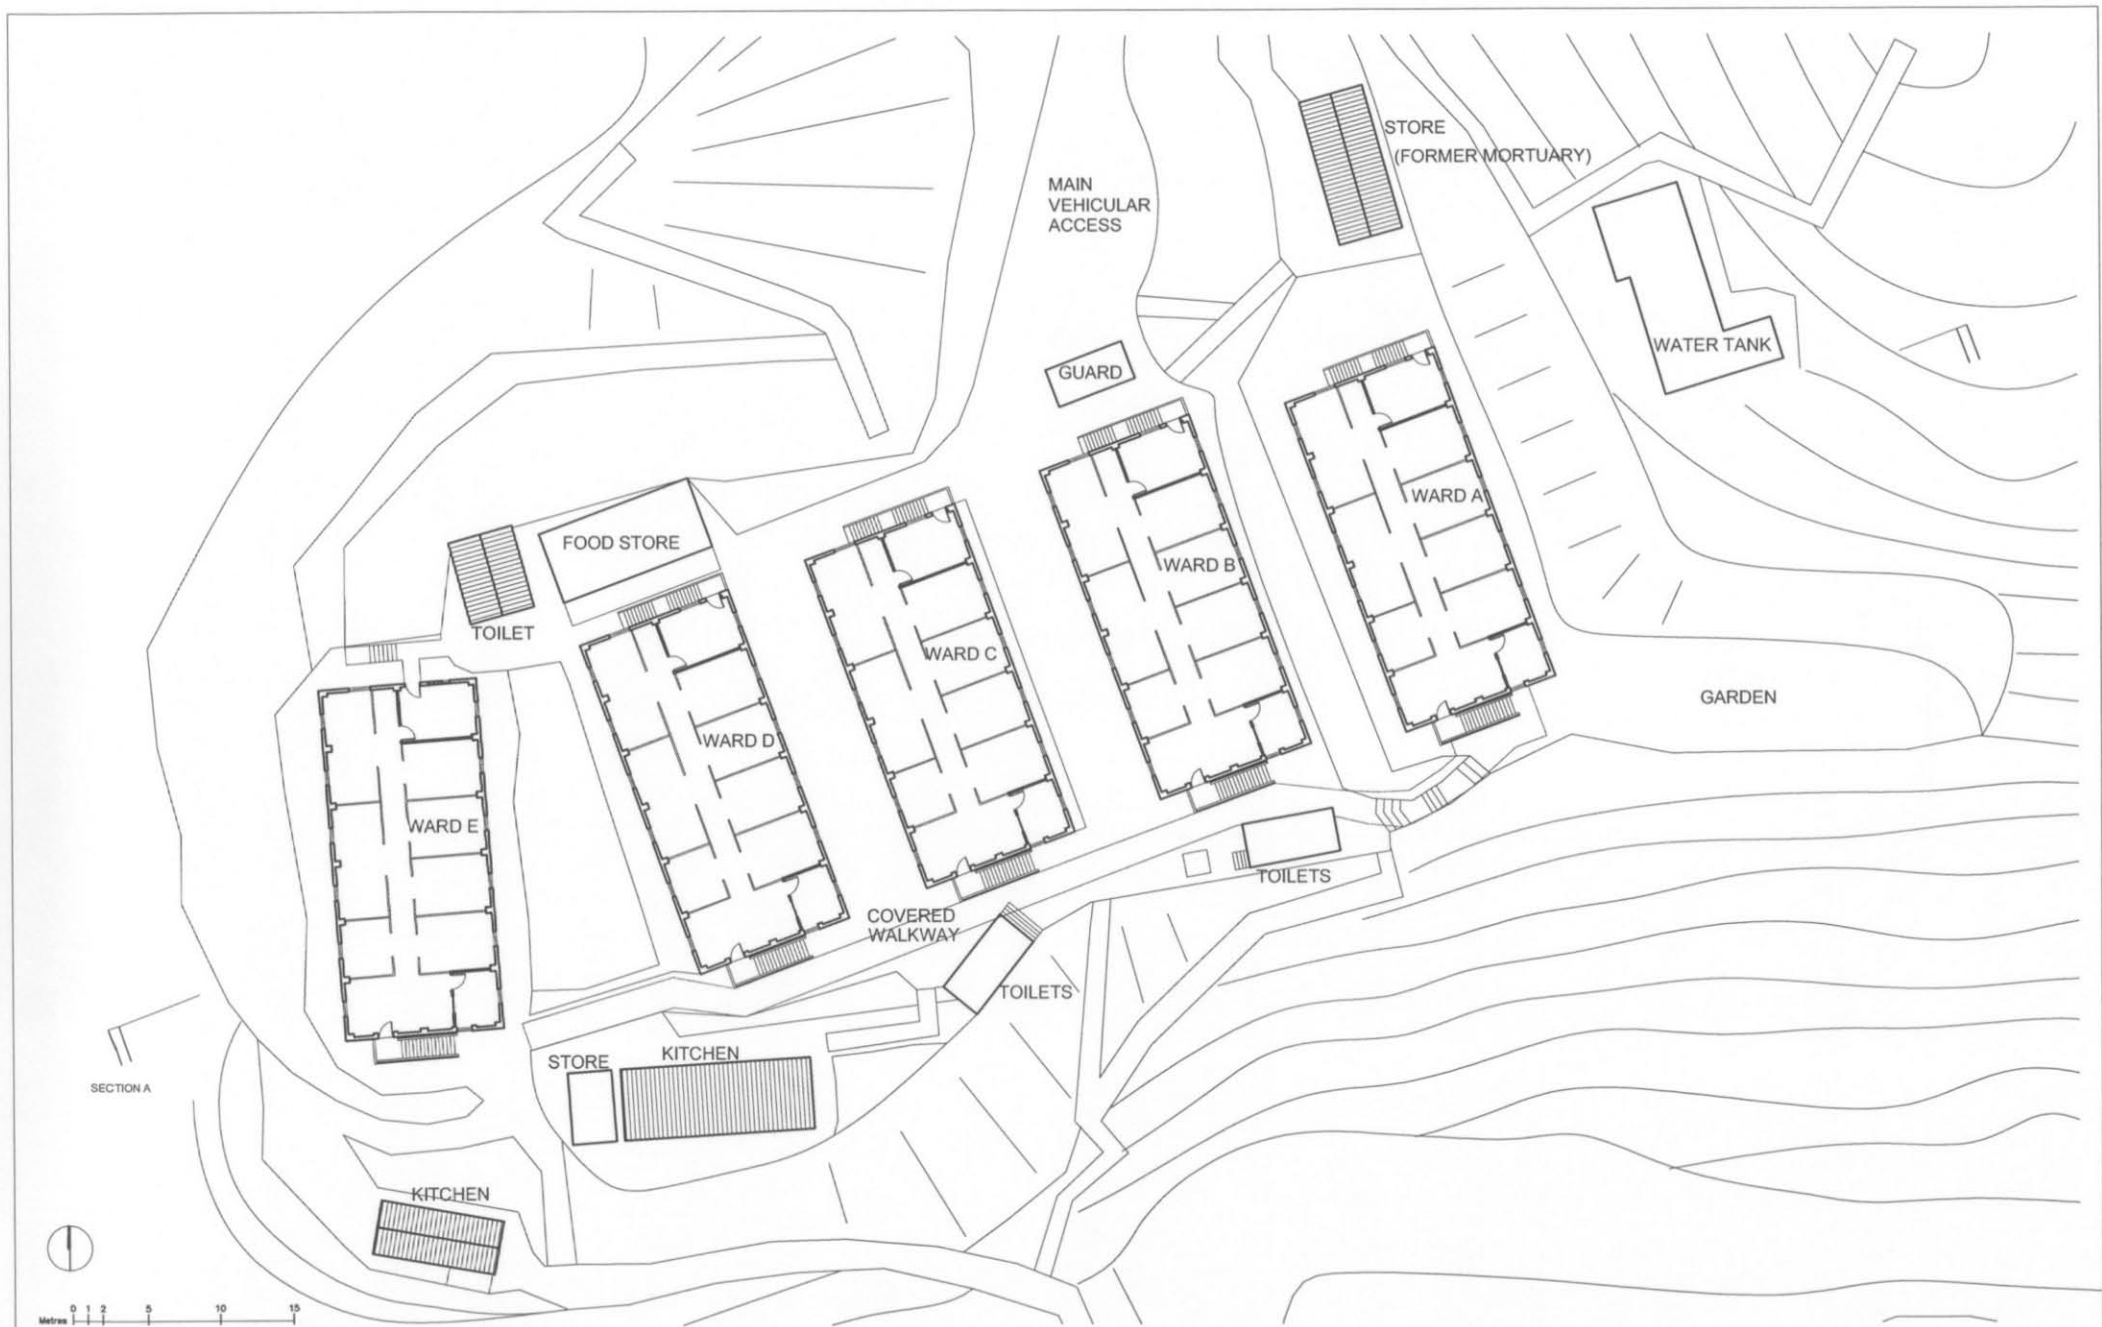 STORE
(FORMER MORTUARY)
MAIN
VEHICULAR
ACCESS
WATER TANK
GUARD
WARD A
FOOD STORE
WARD B
TOILET
WARD C
GARDEN
WARD D
WARD E
TOILETS
COVERED
WALKWAY
TOILETS
STORE
KITCHEN
SECTION A
KITCHEN
0 1 2 5 10 15
Metres